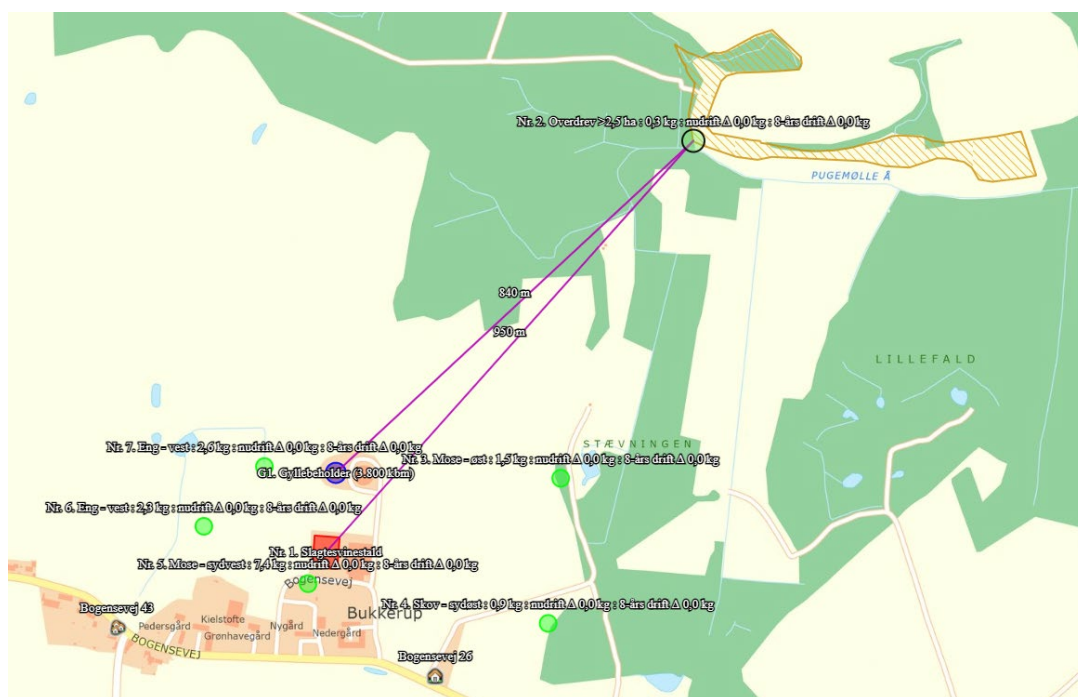 Nr. 2. Overdrev >2,5 ha : 0,3 kg : nudrift Δ 0,0 kg : 8-års drift Δ 0,0 kg
PUGEMØLLE Å
840 m
950 m
LILLEFALD
STÆVNINGEN
Nr. 7. Eng - vest : 2,6 kg : nudrift Δ 0,0 kg : 8-års drift Δ 0,0 kg
Nr. 3. Mose - øst : 1,5 kg : nudrift Δ 0,0 kg : 8-års drift Δ 0,0 kg
G1. Gyllebeholder (3.800 kbm)
Nr. 6. Eng - vest : 2,3 kg : nudrift Δ 0,0 kg : 8-års drift Δ 0,0 kg
Nr. 1. Slagtesvinestald
Nr. 5. Mose - sydvest : 7,4 kg : nudrift Δ 0,0 kg : 8-års drift Δ 0,0 kg
Bogensevej
Nr. 4. Skov - sydøst : 0,9 kg : nudrift Δ 0,0 kg : 8-års drift Δ 0,0 kg
Bogensevej 43
Bukkerup
Pedersgård
Kielstofte
Grønhavegård
Nygård
Nedergård
BOGENSEVEJ
Bogensevej 26